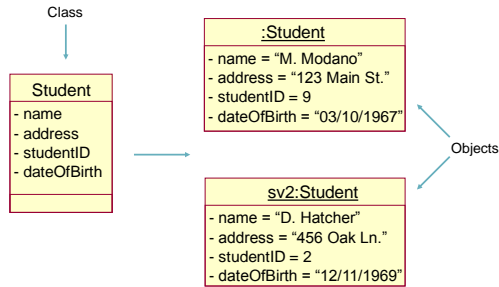 Class
Student
- name
- address
- studentID
- dateOfBirth
:Student
- name = “M. Modano”
- address = “123 Main St.”
- studentID = 9
- dateOfBirth = “03/10/1967”
Objects
sv2:Student
- name = “D. Hatcher”
- address = “456 Oak Ln.”
- studentID = 2
- dateOfBirth = “12/11/1969”